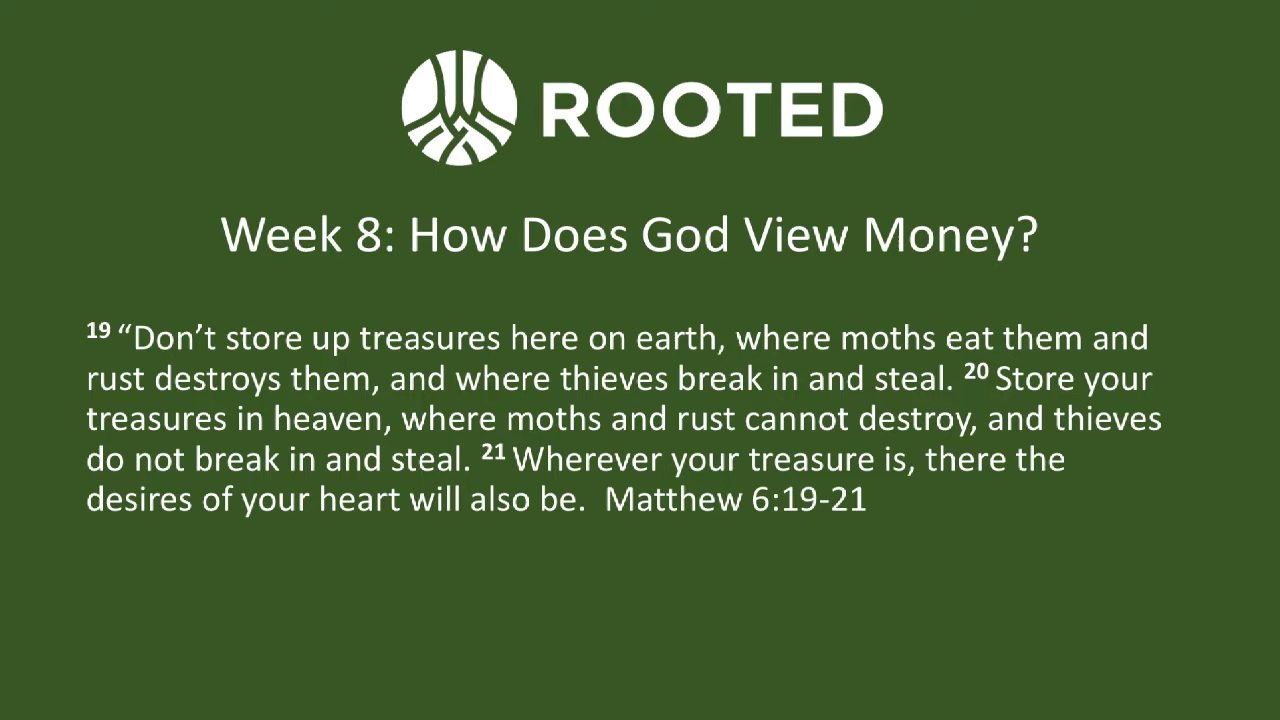 ROOTED
Week 8: How Does God View Money?
19 “Don’t store up treasures here on earth, where moths eat them and
rust destroys them, and where thieves break in and steal. 20 Store your
treasures in heaven, where moths and rust cannot destroy, and thieves
do not break in and steal. 21 Wherever your treasure is, there the
desires of your heart will also be.  Matthew 6:19-21